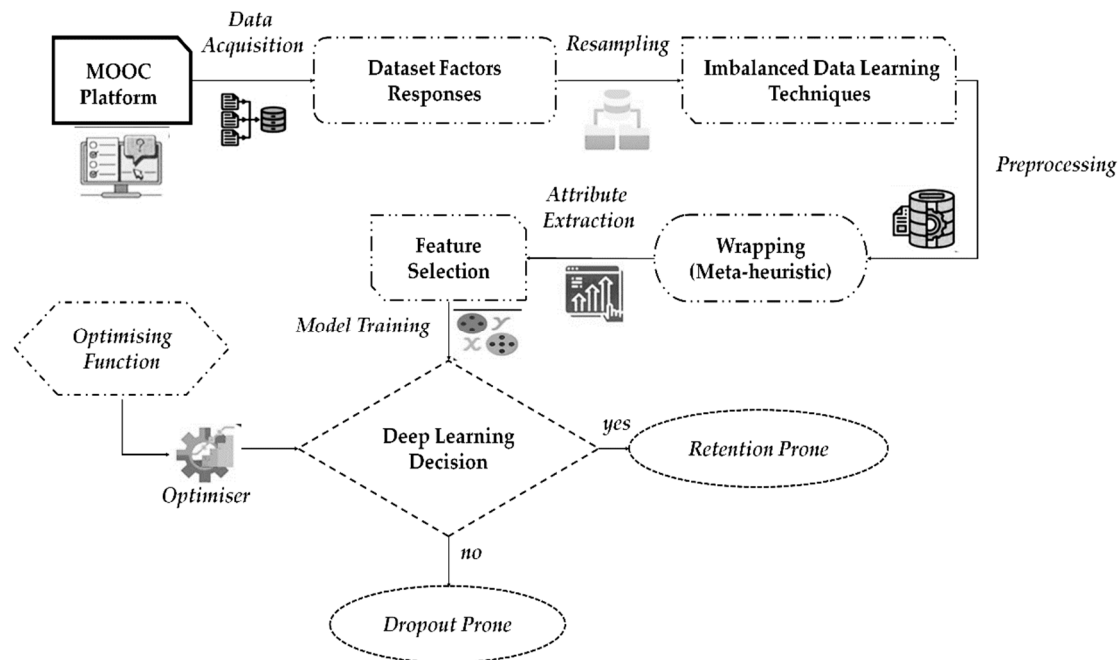 Data
Acquisition
MOOC
Platform
Dataset Factors
Responses
Resampling
Imbalanced Data Learning
Techniques
Preprocessing
Attribute
Extraction
Wrapping
(Meta-heuristic)
Feature
Selection
Model Training
y
x
Optimising
Function
Optimiser
Deep Learning
Decision
yes
Retention Prone
no
Dropout Prone